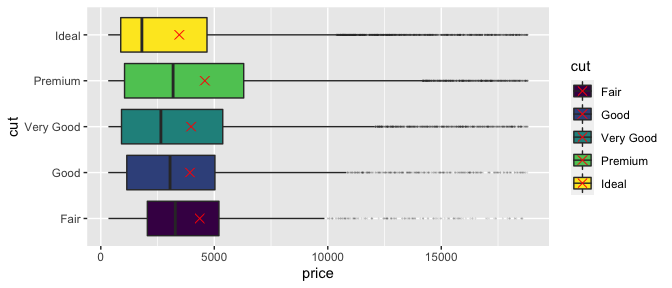 Ideal
Premium
Very Good
Good
Fair
cut
0 5000 10000 15000
price
cut
Fair
Good
Very Good
Premium
Ideal